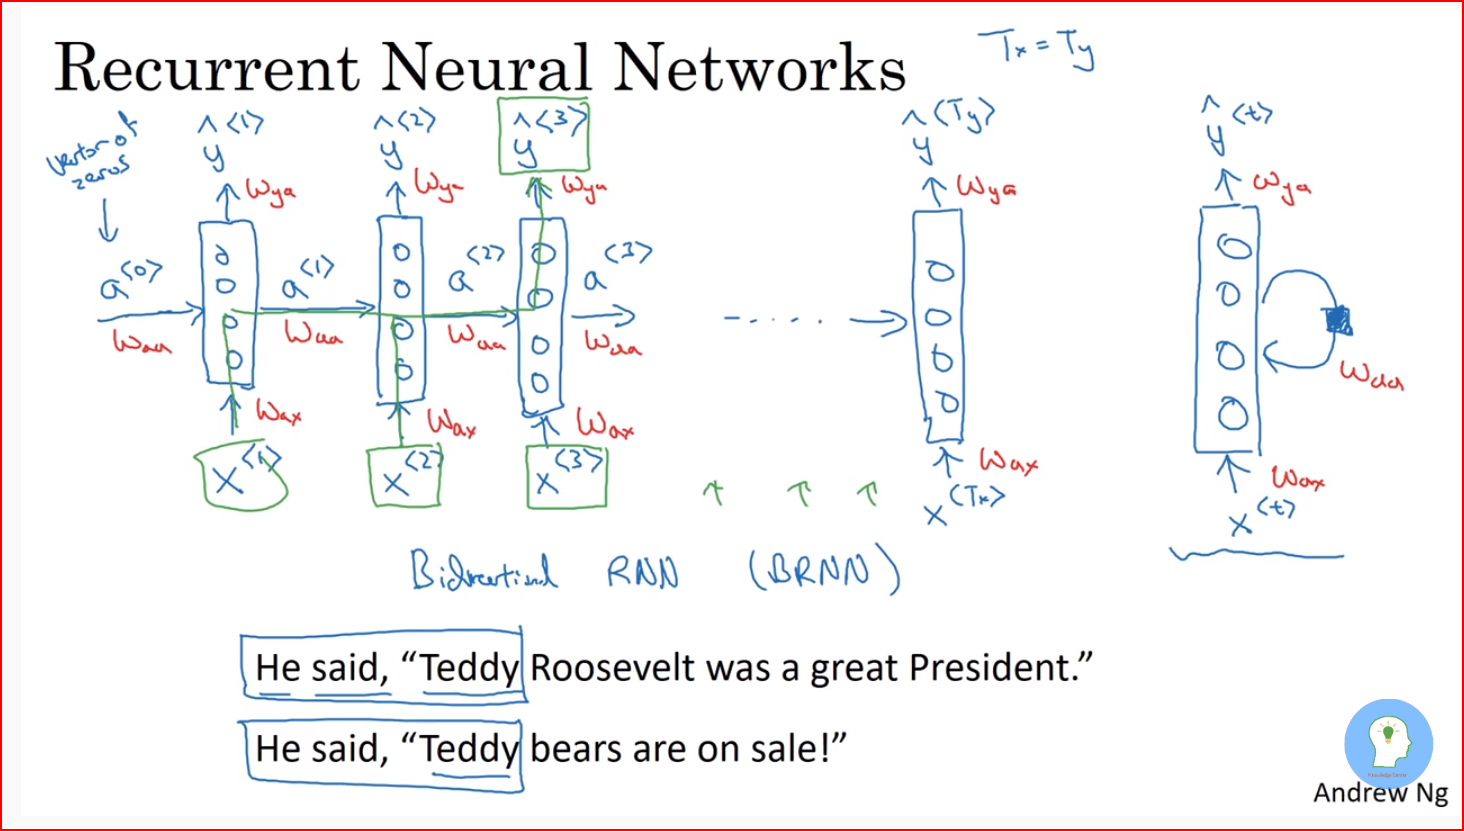 Recurrent Neural Networks
Tx = Ty
vector of zeros
ŷ<1> ŷ<2> ŷ<3> ŷ<Ty> ŷ<t>
Wya Wya Wya Wya Wya
a<0> a<1> a<2> a<3>
Waa Waa Waa Waa Waa
Wax Wax Wax Wax Wax
x<1> x<2> x<3> x<Tx> x<t>
Bidirectional RNN (BRNN)
He said, “Teddy Roosevelt was a great President.”
He said, “Teddy bears are on sale!”
Andrew Ng